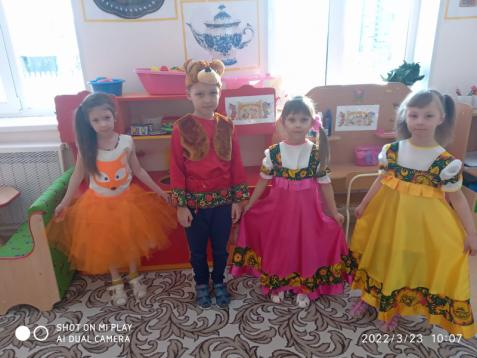 SHOT ON MI PLAY
AI DUAL CAMERA
2022/3/23 10:07